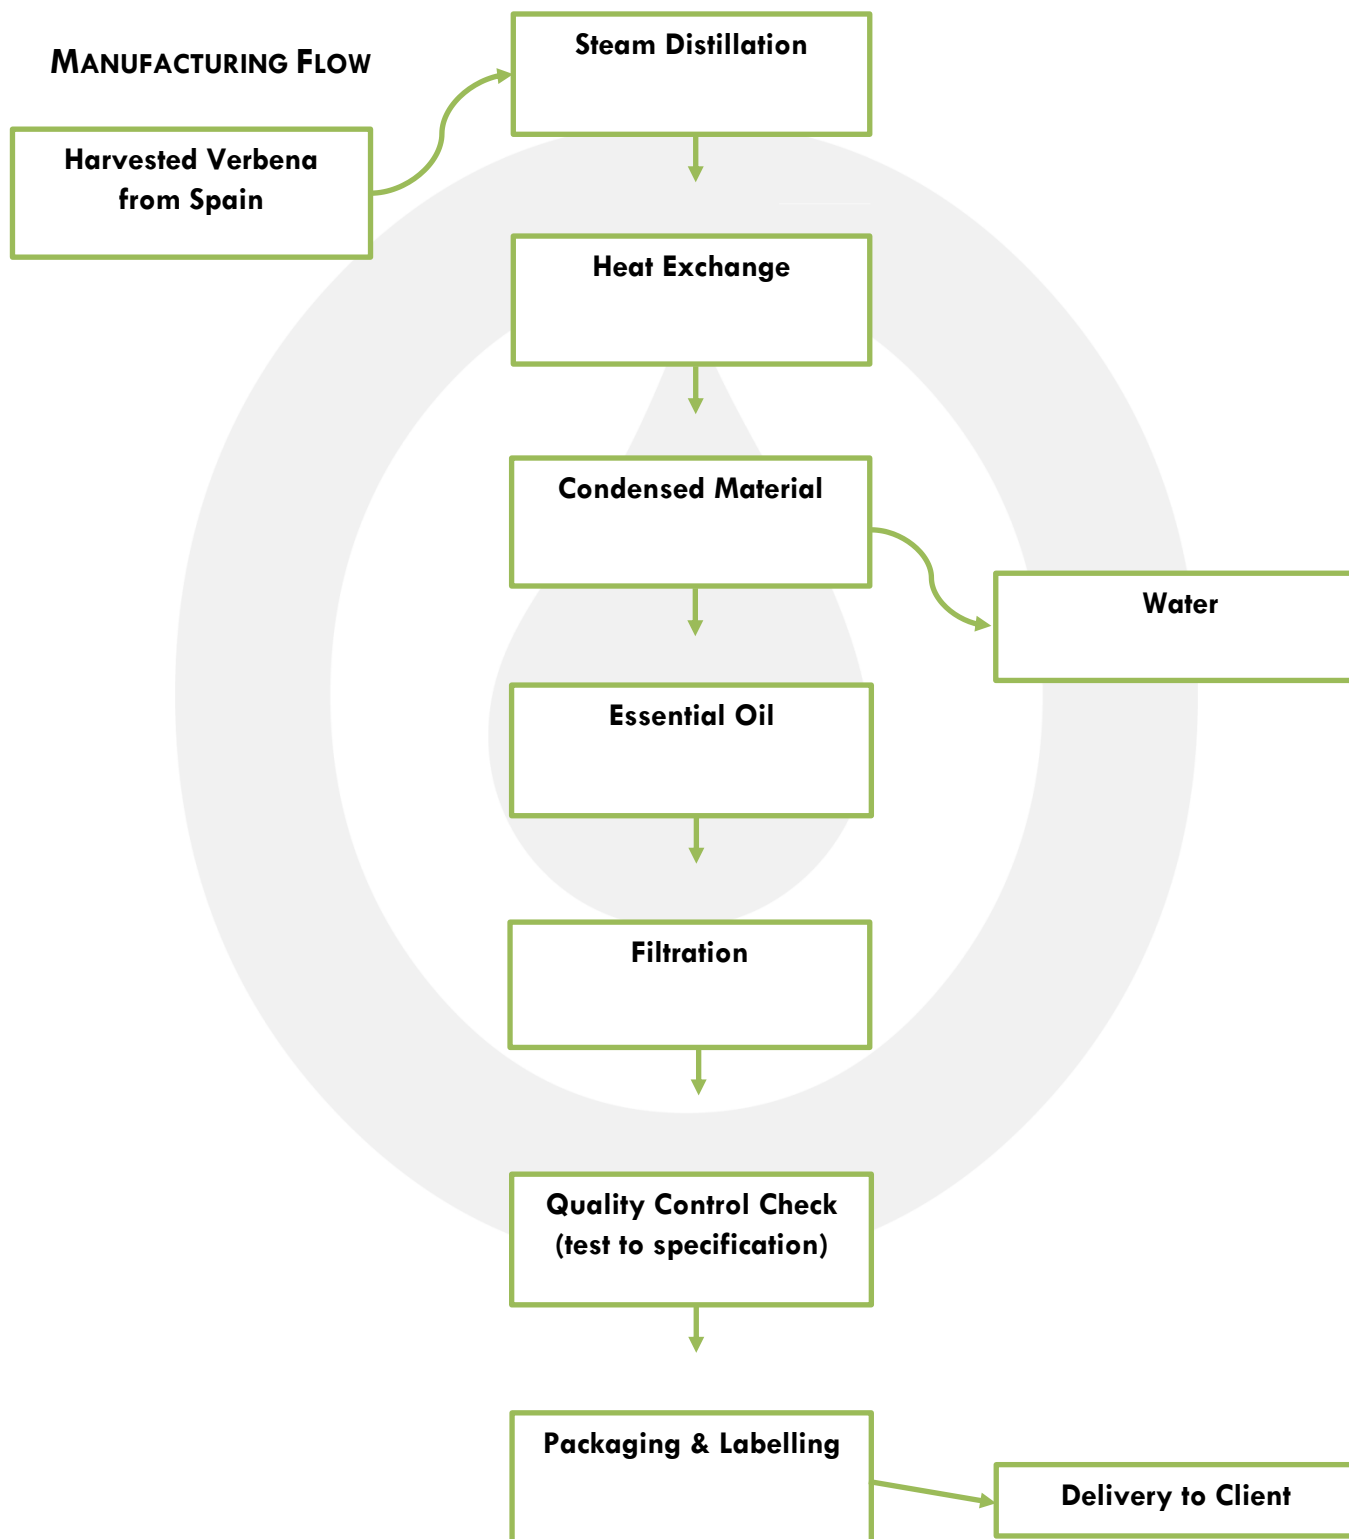 MANUFACTURING FLOW
Steam Distillation
Harvested Verbena
from Spain
Heat Exchange
Condensed Material
Water
Essential Oil
Filtration
Quality Control Check
(test to specification)
Packaging & Labelling
Delivery to Client